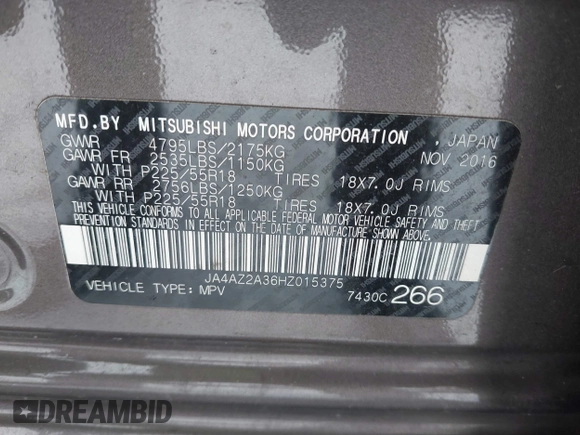 MFD.BY MITSUBISHI MOTORS CORPORATION , JAPAN
GVWR 4795LBS/2175KG NOV 2016
GAWR FR 2535LBS/1150KG
WITH P225/55R18 TIRES 18X7.0J RIMS
GAWR RR 2756LBS/1250KG
WITH P225/55R18 TIRES 18X7.0J RIMS
THIS VEHICLE CONFORMS TO ALL APPLICABLE FEDERAL MOTOR VEHICLE SAFETY AND THEFT
PREVENTION STANDARDS IN EFFECT ON THE DATE OF MANUFACTURE SHOWN ABOVE.
JA4AZ2A36HZ015375
VEHICLE TYPE: MPV 7430C 266
DREAMBID